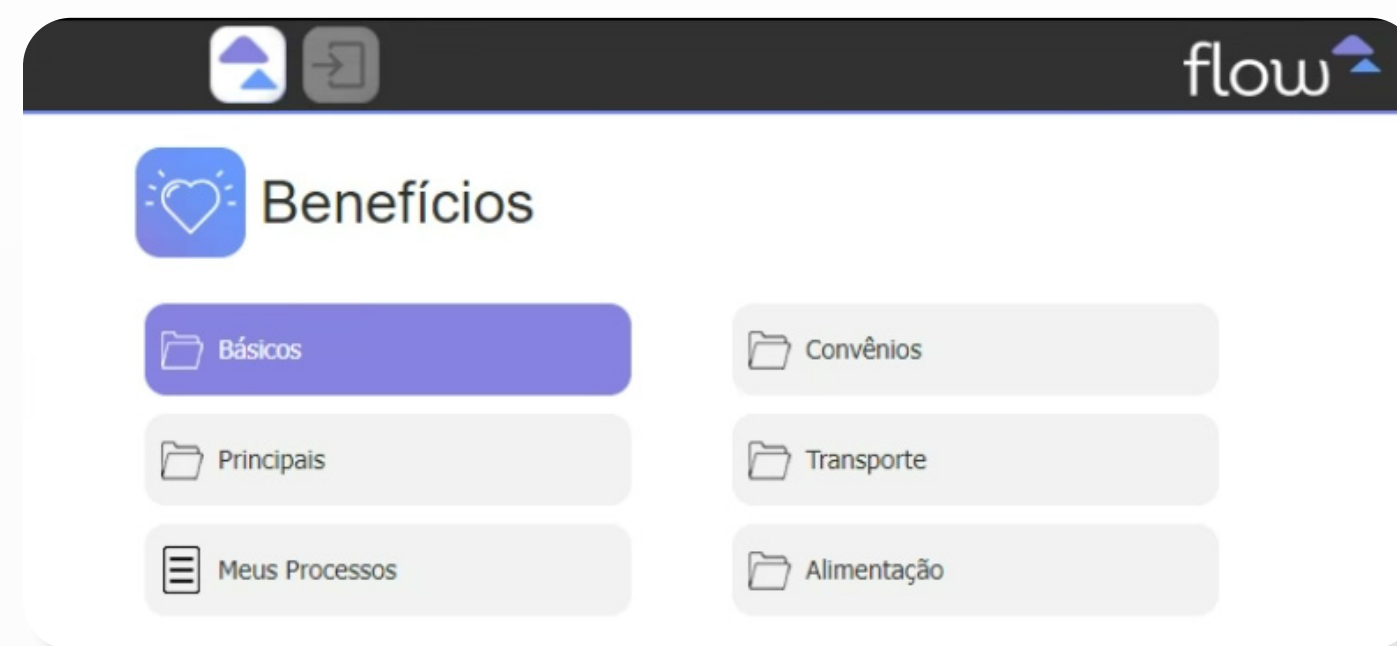 flow
Benefícios
Básicos
Convênios
Principais
Transporte
Meus Processos
Alimentação